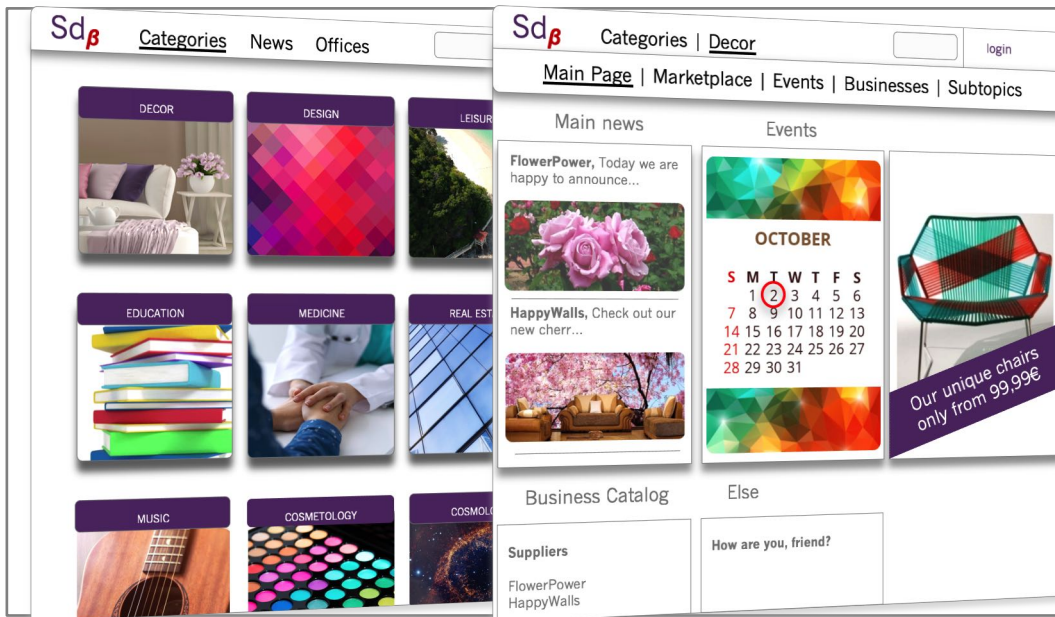 Sdβ
Categories News Offices
DECOR
DESIGN
LEISUR
EDUCATION
MEDICINE
REAL EST
MUSIC
COSMETOLOGY
COSMOLO
Sdβ
Categories | Decor
login
Main Page | Marketplace | Events | Businesses | Subtopics
Main news
FlowerPower, Today we are
happy to announce...
HappyWalls, Check out our
new cherr...
Events
OCTOBER
S M T W T F S
1 2 3 4 5 6
7 8 9 10 11 12 13
14 15 16 17 18 19 20
21 22 23 24 25 26 27
28 29 30 31
Our unique chairs
only from 99,99€
Business Catalog
Suppliers
FlowerPower
HappyWalls
Else
How are you, friend?